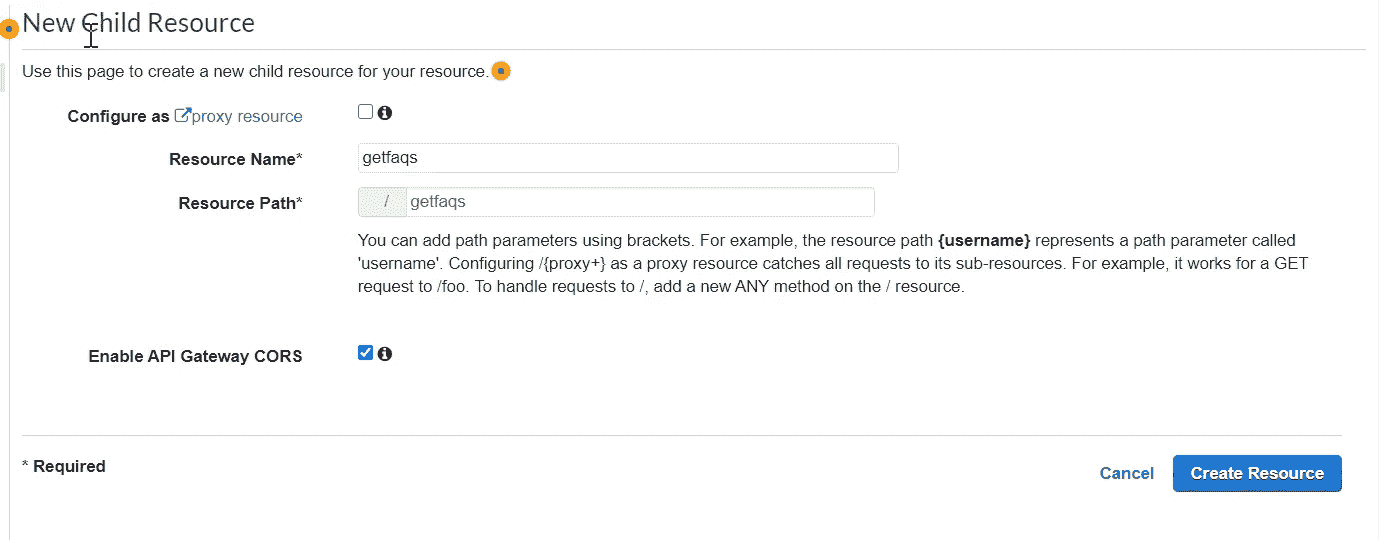 New Child Resource
Use this page to create a new child resource for your resource.
Configure as proxy resource
Resource Name* getfaqs
Resource Path* / getfaqs
You can add path parameters using brackets. For example, the resource path {username} represents a path parameter called
'username'. Configuring /{proxy+} as a proxy resource catches all requests to its sub-resources. For example, it works for a GET
request to /foo. To handle requests to /, add a new ANY method on the / resource.
Enable API Gateway CORS
* Required
Cancel Create Resource